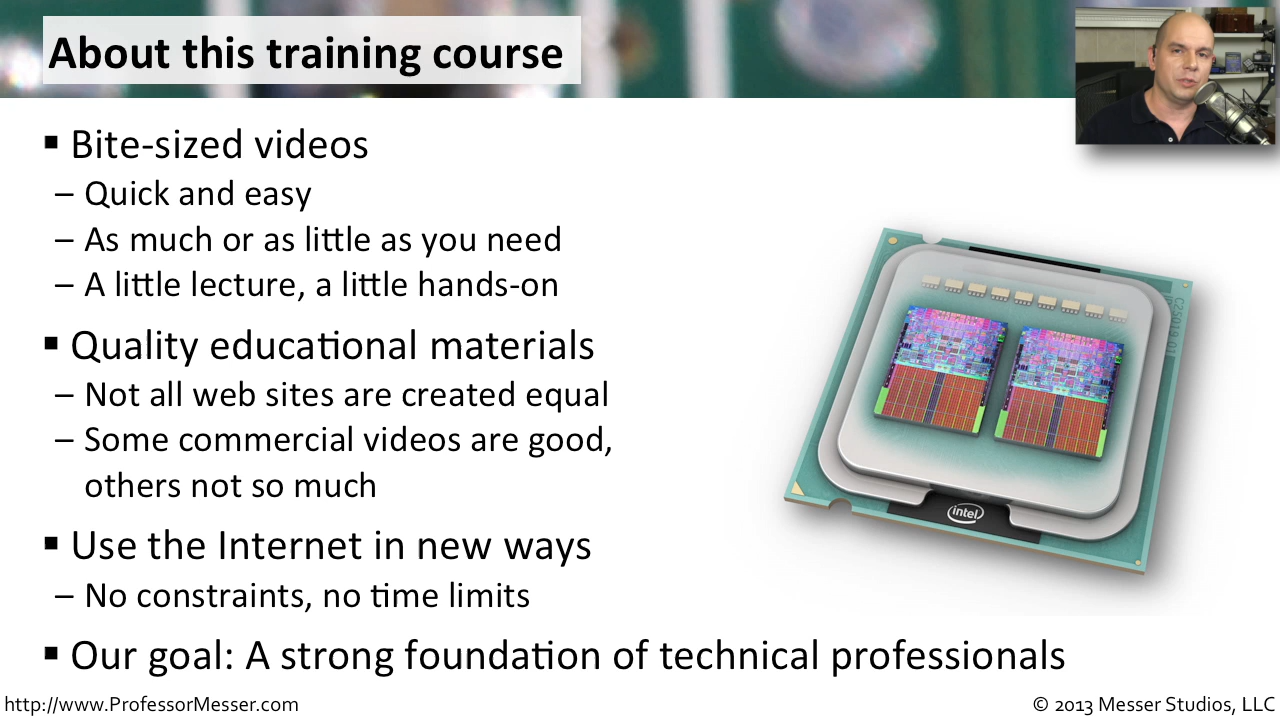 About this training course
▪ Bite-sized videos
– Quick and easy
– As much or as little as you need
– A little lecture, a little hands-on
▪ Quality educational materials
– Not all web sites are created equal
– Some commercial videos are good,
others not so much
▪ Use the Internet in new ways
– No constraints, no time limits
▪ Our goal: A strong foundation of technical professionals
intel
http://www.ProfessorMesser.com
© 2013 Messer Studios, LLC